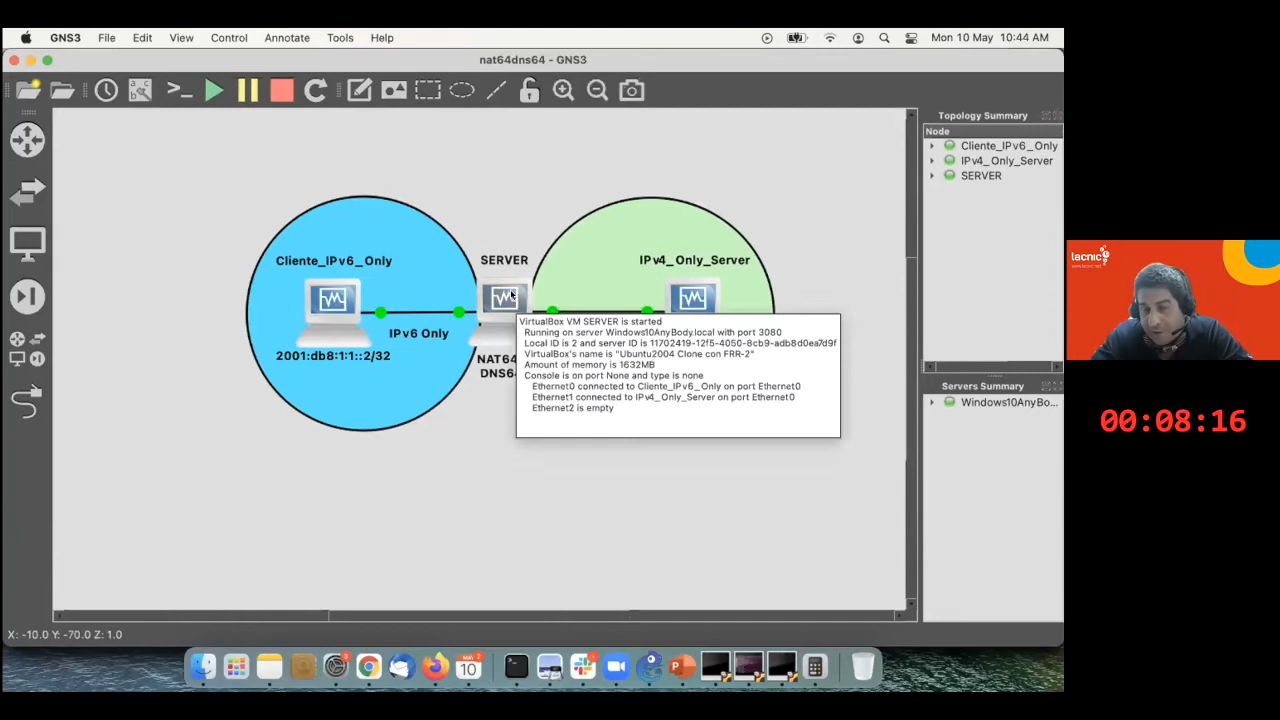 GNS3 File Edit View Control Annotate Tools Help Mon 10 May 10:44 AM
nat64dns64 - GNS3
Topology Summary
Node
Cliente_IPv6_Only
IPv4_Only_Server
SERVER
Cliente_IPv6_Only
SERVER
IPv4_Only_Server
IPv6 Only
2001:db8:1:1::2/32
NAT64
DNS64
VirtualBox VM SERVER is started
Running on server Windows10AnyBody.local with port 3080
Local ID is 2 and server ID is 11702419-12f5-4050-8cb9-adb8d0ea7d9f
VirtualBox's name is "Ubuntu2004 Clone con FRR-2"
Amount of memory is 1632MB
Console is on port None and type is none
Ethernet0 connected to Cliente_IPv6_Only on port Ethernet0
Ethernet1 connected to IPv4_Only_Server on port Ethernet0
Ethernet2 is empty
Servers Summary
Windows10AnyBo...
lacnic
00:08:16
X: -10.0 Y: -70.0 Z: 1.0
10